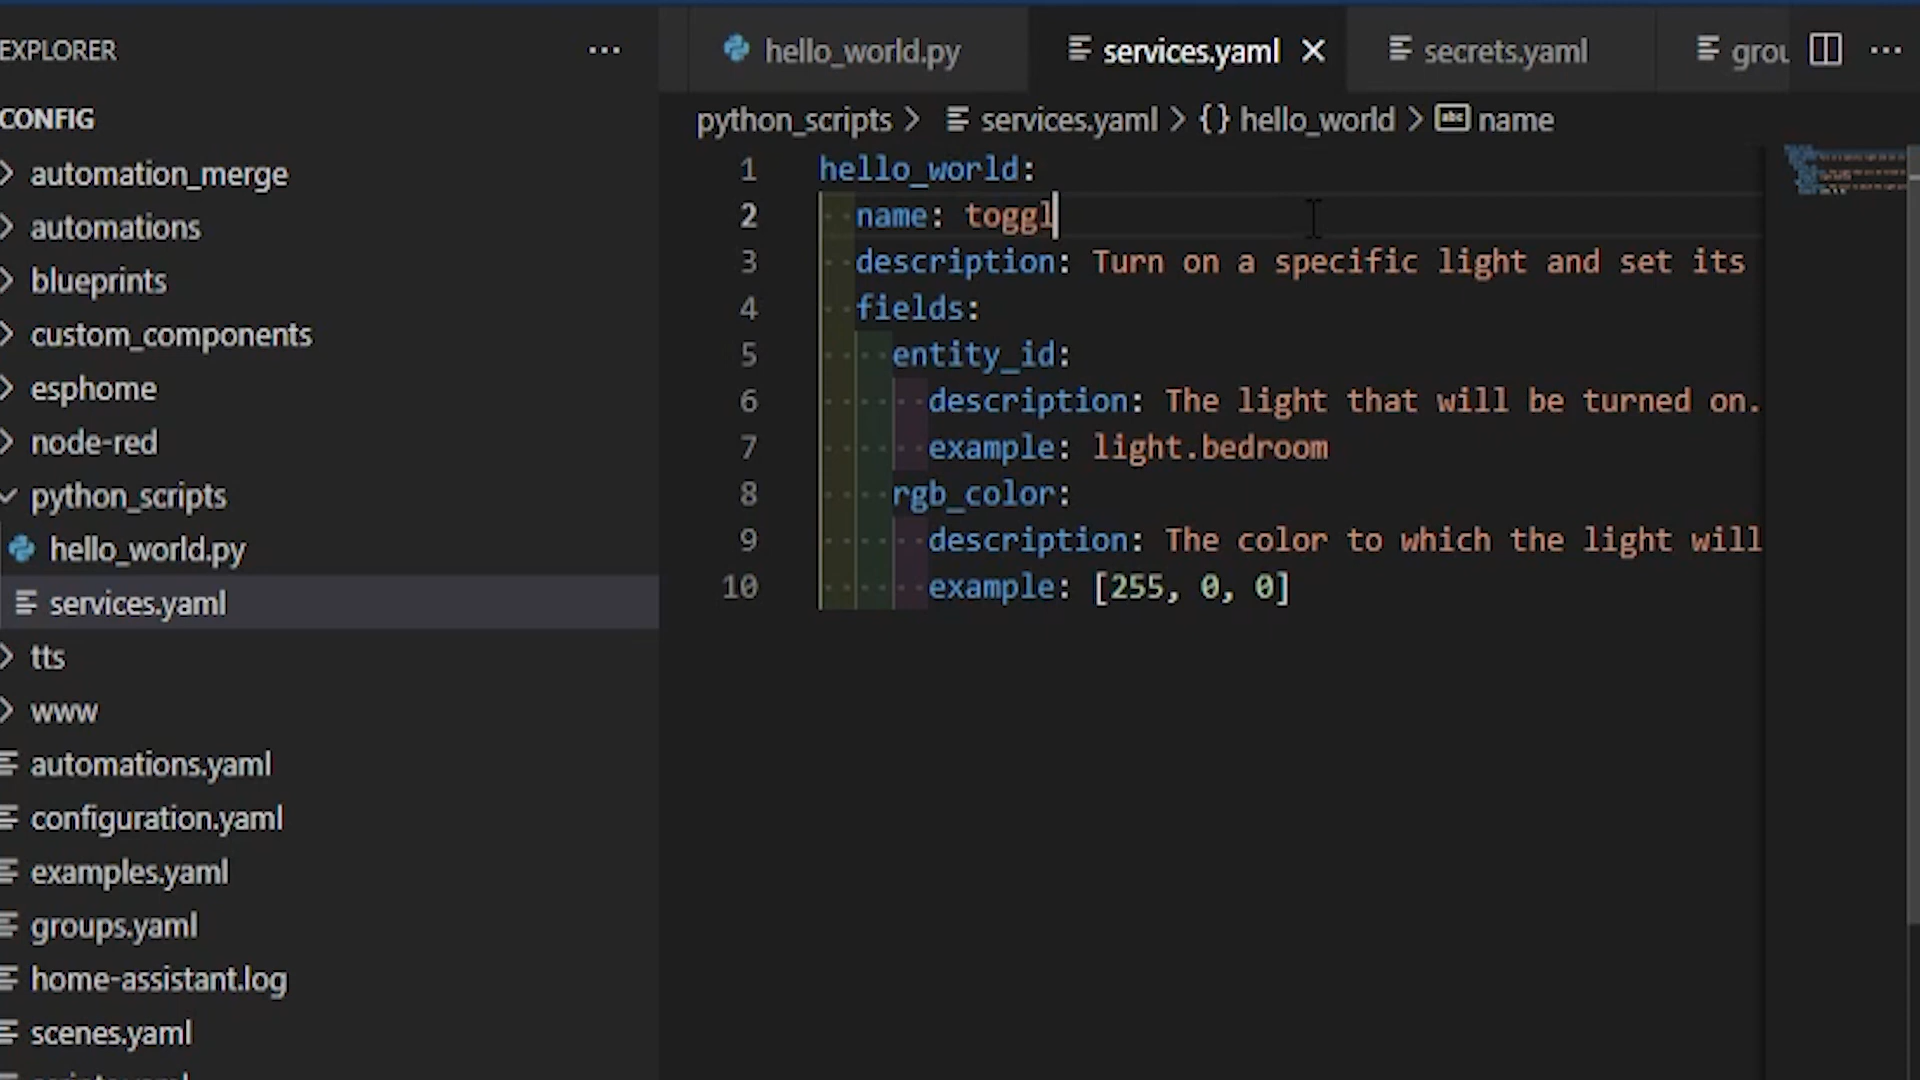 EXPLORER
hello_world.py
services.yaml
secrets.yaml
grou
CONFIG
python_scripts > services.yaml > {} hello_world > abc name
automation_merge
automations
blueprints
custom_components
esphome
node-red
python_scripts
hello_world.py
services.yaml
tts
www
automations.yaml
configuration.yaml
examples.yaml
groups.yaml
home-assistant.log
scenes.yaml
1 hello_world:
2 name: toggl
3 description: Turn on a specific light and set its
4 fields:
5 entity_id:
6 description: The light that will be turned on.
7 example: light.bedroom
8 rgb_color:
9 description: The color to which the light will
10 example: [255, 0, 0]